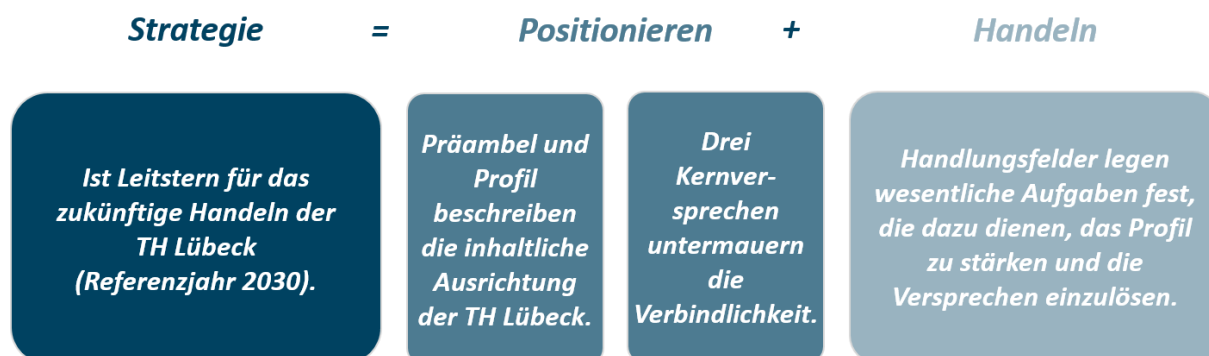 Strategie = Positionieren + Handeln
Ist Leitstern für das
zukünftige Handeln der
TH Lübeck
(Referenzjahr 2030).
Präambel und
Profil
beschreiben
die inhaltliche
Ausrichtung
der TH Lübeck.
Drei
Kernver-
sprechen
untermauern
die
Verbindlichkeit.
Handlungsfelder legen
wesentliche Aufgaben fest,
die dazu dienen, das Profil
zu stärken und die
Versprechen einzulösen.